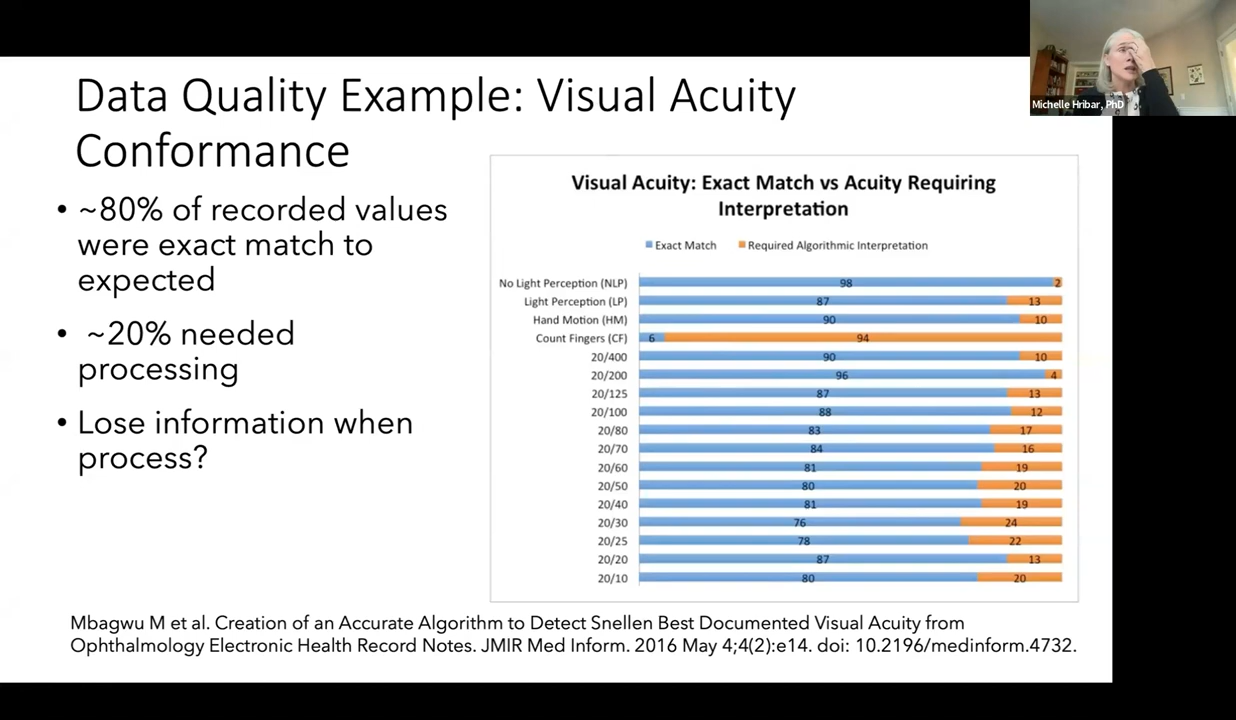 Data Quality Example: Visual Acuity
Conformance
• ~80% of recorded values
were exact match to
expected
• ~20% needed
processing
• Lose information when
process?
Visual Acuity: Exact Match vs Acuity Requiring
Interpretation
Exact Match Required Algorithmic Interpretation
No Light Perception (NLP) 98 2
Light Perception (LP) 87 13
Hand Motion (HM) 90 10
Count Fingers (CF) 6 94
20/400 90 10
20/200 96 4
20/125 87 13
20/100 88 12
20/80 83 17
20/70 84 16
20/60 81 19
20/50 80 20
20/40 81 19
20/30 76 24
20/25 78 22
20/20 87 13
20/10 80 20
Mbagwu M et al. Creation of an Accurate Algorithm to Detect Snellen Best Documented Visual Acuity from
Ophthalmology Electronic Health Record Notes. JMIR Med Inform. 2016 May 4;4(2):e14. doi: 10.2196/medinform.4732.
Michelle Hribar, PhD